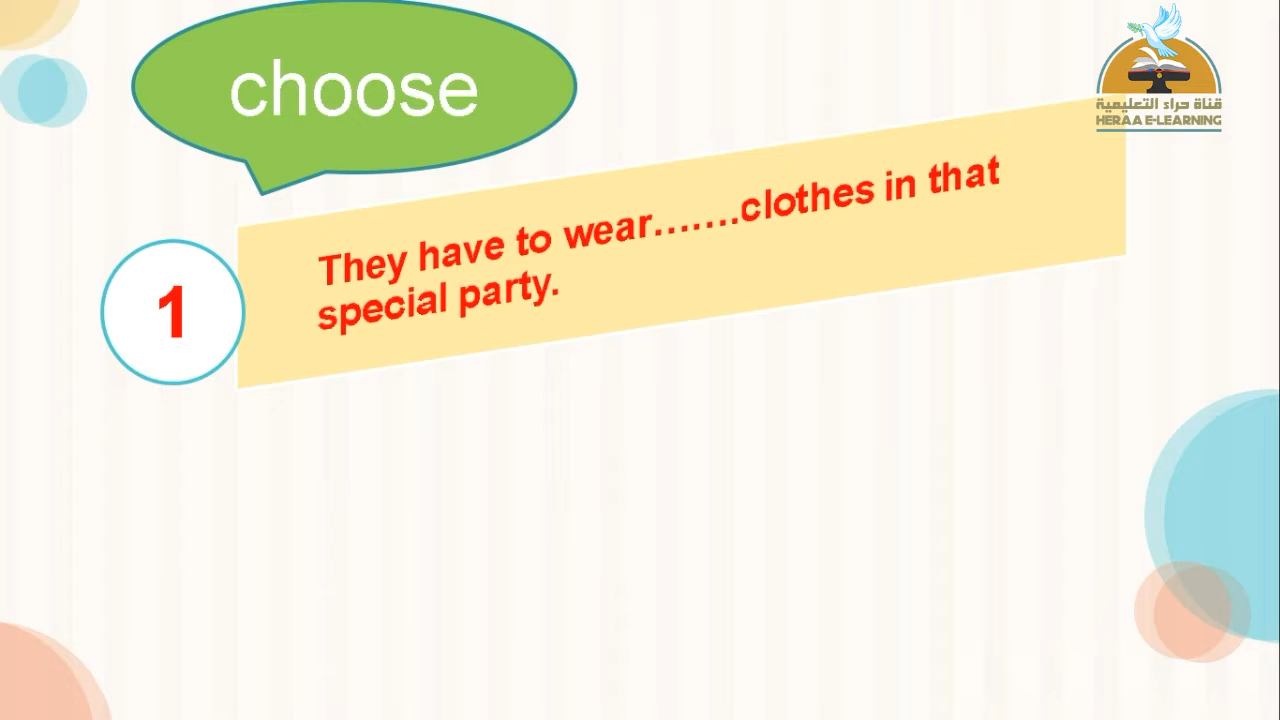 choose
قناة حراء التعليمية
HERAA E-LEARNING
1
They have to wear.......clothes in that
special party.